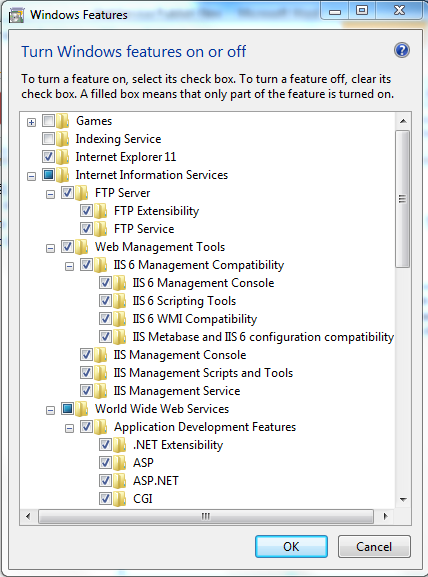 Windows Features
Turn Windows features on or off
To turn a feature on, select its check box. To turn a feature off, clear its
check box. A filled box means that only part of the feature is turned on.
Games
Indexing Service
Internet Explorer 11
Internet Information Services
FTP Server
FTP Extensibility
FTP Service
Web Management Tools
IIS 6 Management Compatibility
IIS 6 Management Console
IIS 6 Scripting Tools
IIS 6 WMI Compatibility
IIS Metabase and IIS 6 configuration compatibility
IIS Management Console
IIS Management Scripts and Tools
IIS Management Service
World Wide Web Services
Application Development Features
.NET Extensibility
ASP
ASP.NET
CGI
OK
Cancel